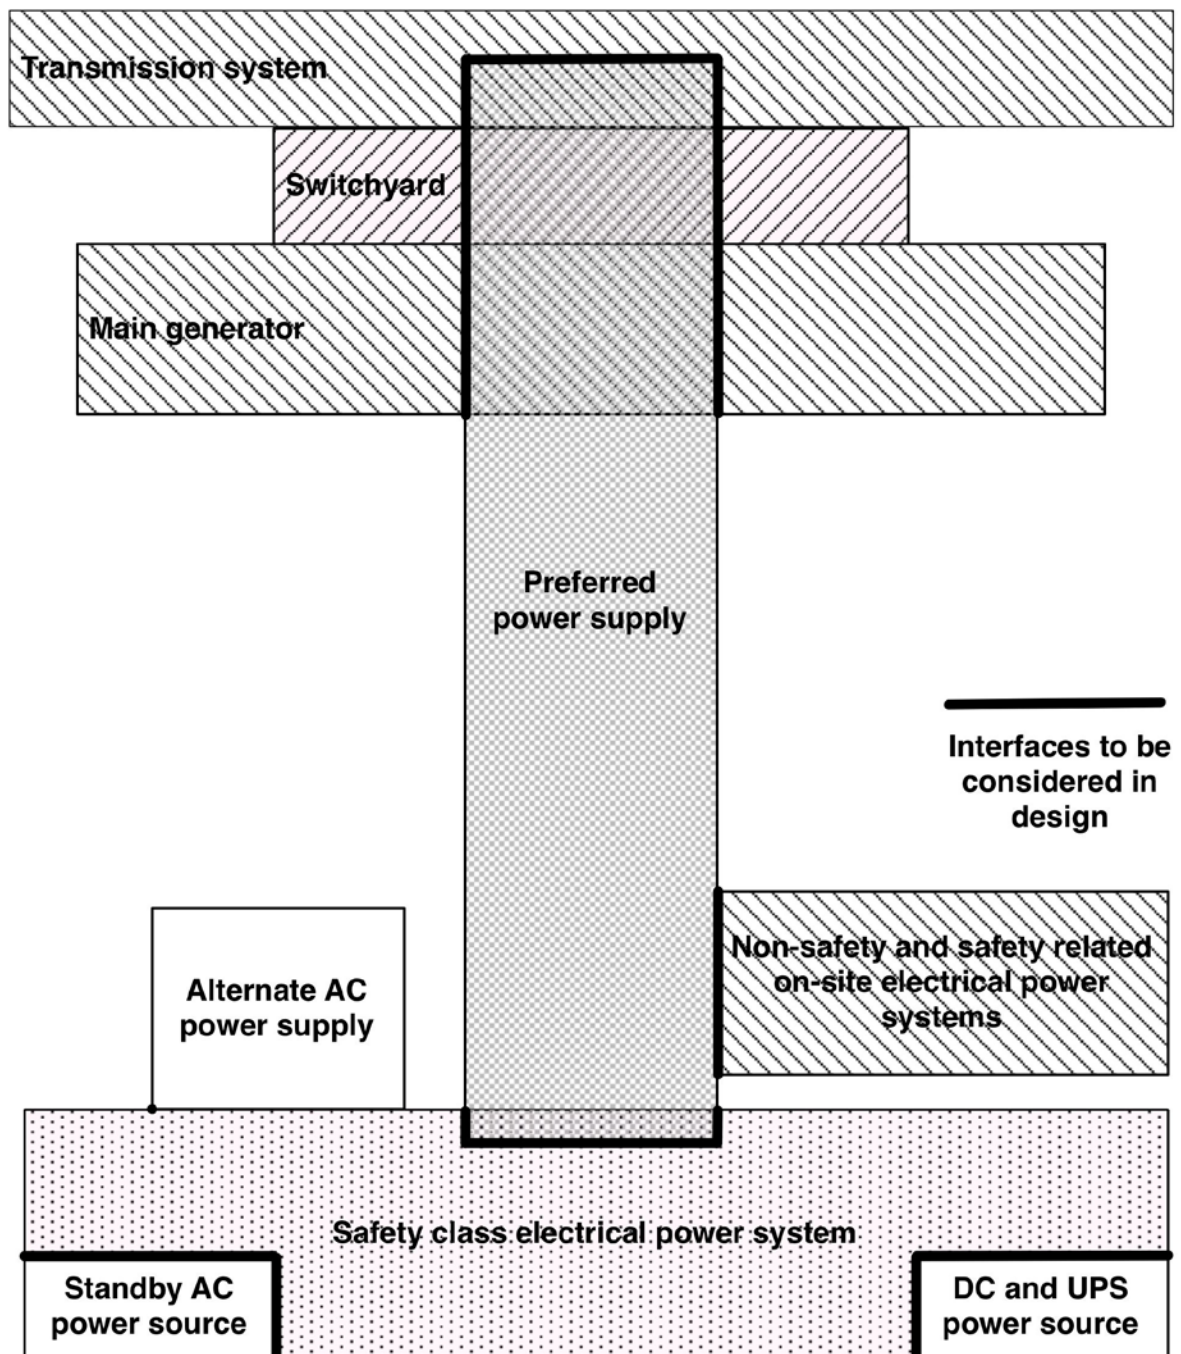 Transmission system
Switchyard
Main generator
Preferred
power supply
Interfaces to be
considered in
design
Non-safety and safety related
on-site electrical power
systems
Alternate AC
power supply
Safety class electrical power system
Standby AC
power source
DC and UPS
power source